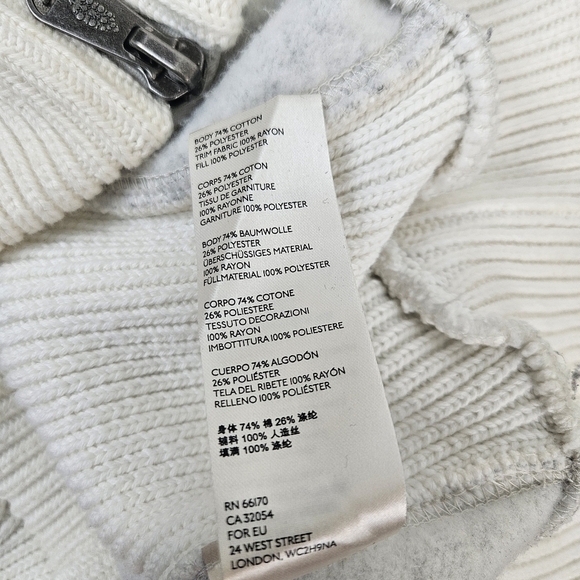 BODY 74% COTTON
26% POLYESTER
TRIM FABRIC 100% RAYON
FILL 100% POLYESTER
CORPS 74% COTON
26% POLYESTER
TISSU DE GARNITURE
100% RAYONNE
GARNITURE 100% POLYESTER
BODY 74% BAUMWOLLE
26% POLYESTER
ÜBERSCHÜSSIGES MATERIAL
100% RAYON
FÜLLMATERIAL 100% POLYESTER
CORPO 74% COTONE
26% POLIESTERE
TESSUTO DECORAZIONI
100% RAYON
IMBOTTITURA 100% POLIESTERE
CUERPO 74% ALGODÓN
26% POLIÉSTER
TELA DEL RIBETE 100% RAYÓN
RELLENO 100% POLIÉSTER
身体 74% 棉 26% 涤纶
辅料 100% 人造丝
填满 100% 涤纶
RN 66170
CA 32054
FOR EU
24 WEST STREET
LONDON, WC2H9NA